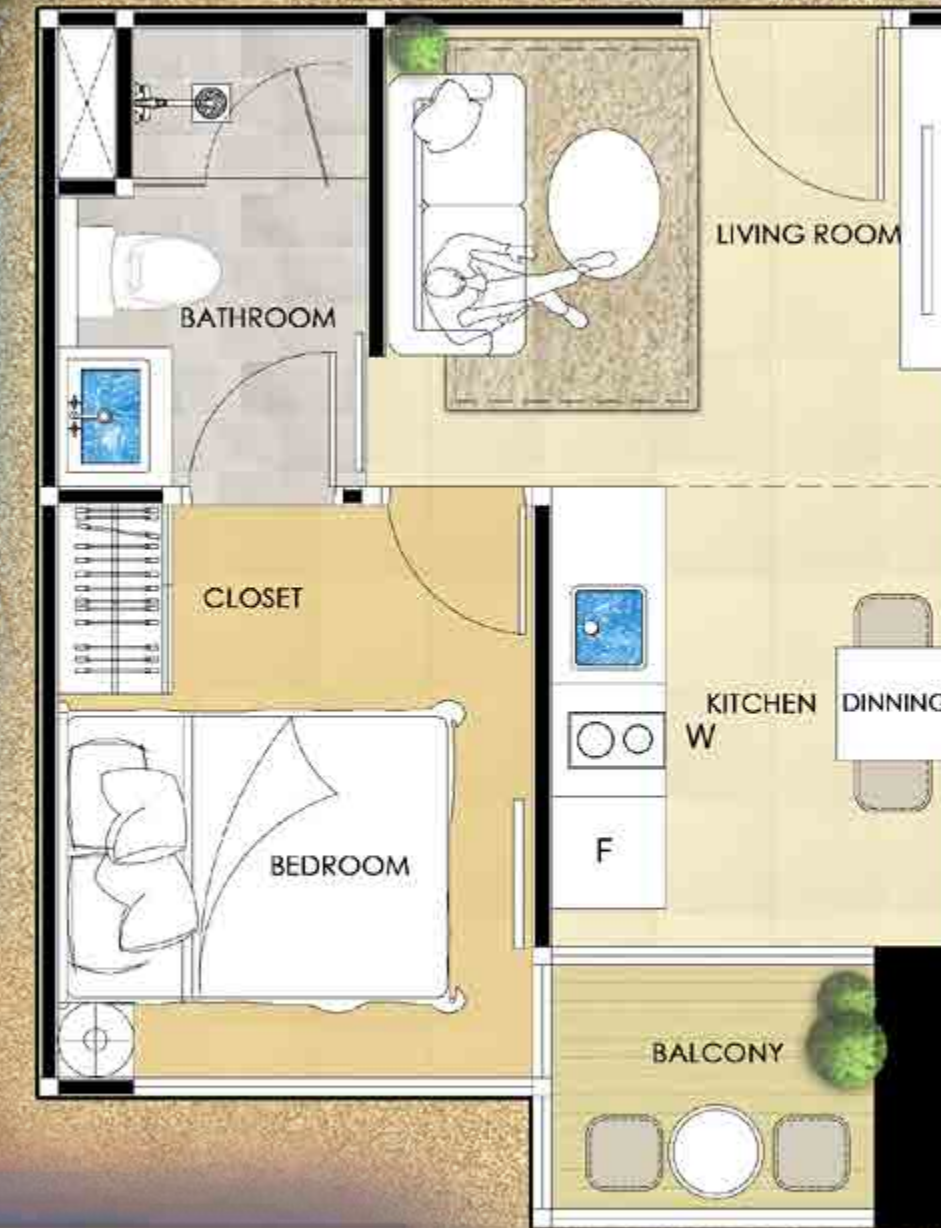 LIVING ROOM
BATHROOM
CLOSET
KITCHEN
DINNING
W
BEDROOM
F
BALCONY